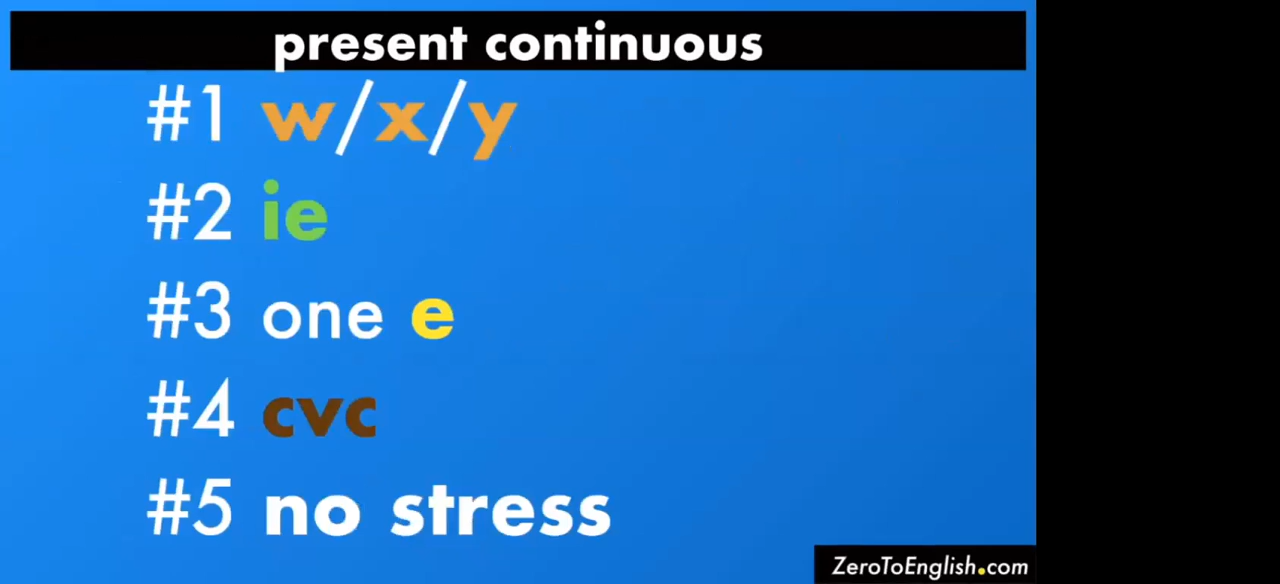 present continuous
#1 w/x/y
#2 ie
#3 one e
#4 cvc
#5 no stress
ZeroToEnglish.com